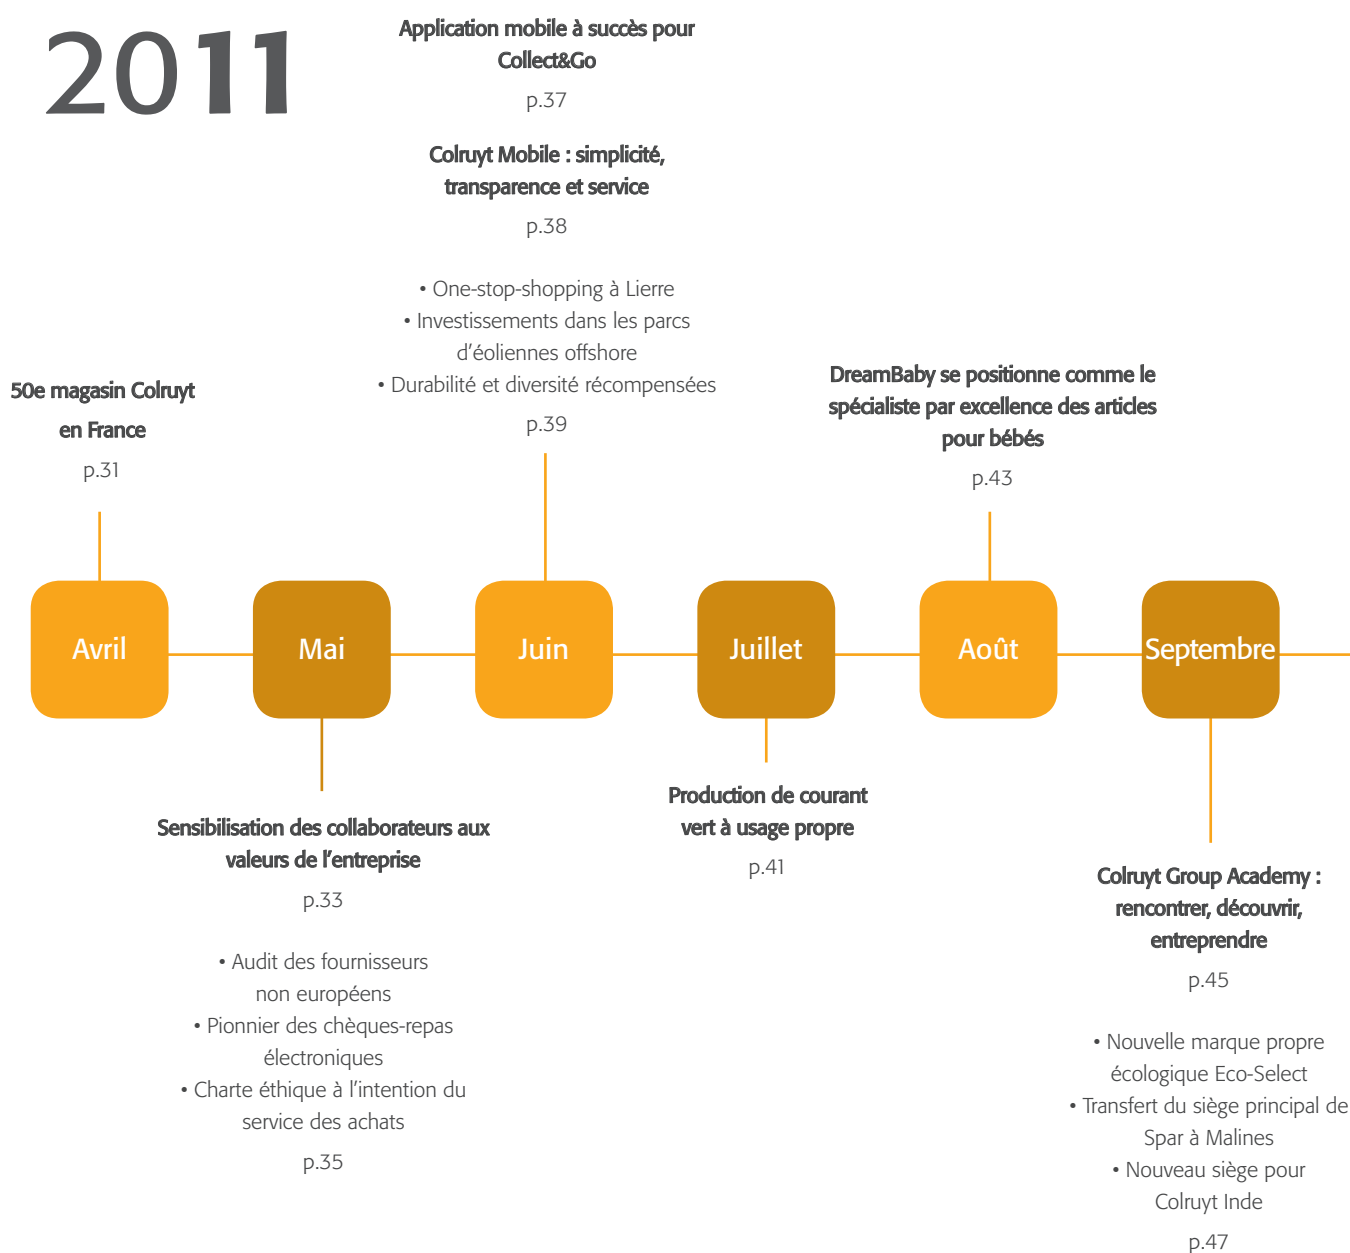 2011
Application mobile à succès pour
Collect&Go
p.37
Colruyt Mobile : simplicité,
transparence et service
p.38
• One-stop-shopping à Lierre
• Investissements dans les parcs
d'éoliennes offshore
• Durabilité et diversité récompensées
p.39
50e magasin Colruyt
en France
p.31
DreamBaby se positionne comme le
spécialiste par excellence des articles
pour bébés
p.43
Avril
Mai
Juin
Juillet
Août
Septembre
Sensibilisation des collaborateurs aux
valeurs de l'entreprise
p.33
• Audit des fournisseurs
non européens
• Pionnier des chèques-repas
électroniques
• Charte éthique à l'intention du
service des achats
p.35
Production de courant
vert à usage propre
p.41
Colruyt Group Academy :
rencontrer, découvrir,
entreprendre
p.45
• Nouvelle marque propre
écologique Eco-Select
• Transfert du siège principal de
Spar à Malines
• Nouveau siège pour
Colruyt Inde
p.47